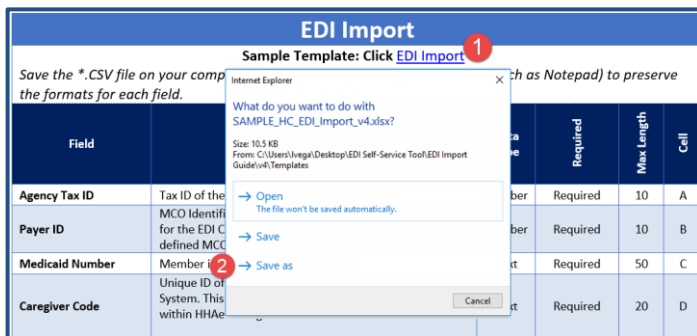 EDI Import
1
Sample Template: Click EDI Import
Save the *.CSV file on your comp ch as Notepad) to preserve
the formats for each field.
Internet Explorer
What do you want to do with
SAMPLE_HC_EDI_Import_v4.xlsx?
Size: 10.5 KB
From: C:\Users\lvega\Desktop\EDI Self-Service Tool\EDI Import
Guide\v4\Templates
→ Open
The file won't be saved automatically.
→ Save
2 → Save as
Cancel
Field Required Max Length Cell
Agency Tax ID Tax ID of the ber Required 10 A
Payer ID MCO Identifi ber Required 10 B
for the EDI C
defined MCO
Medicaid Number Member i xt Required 50 C
Caregiver Code Unique ID of xt Required 20 D
System. This
within HHAe